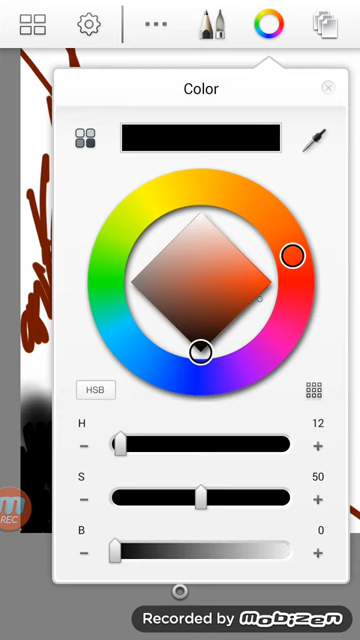 Color
HSB
H 12
− +
S 50
− +
B 0
− +
m
REC
Recorded by mobizen